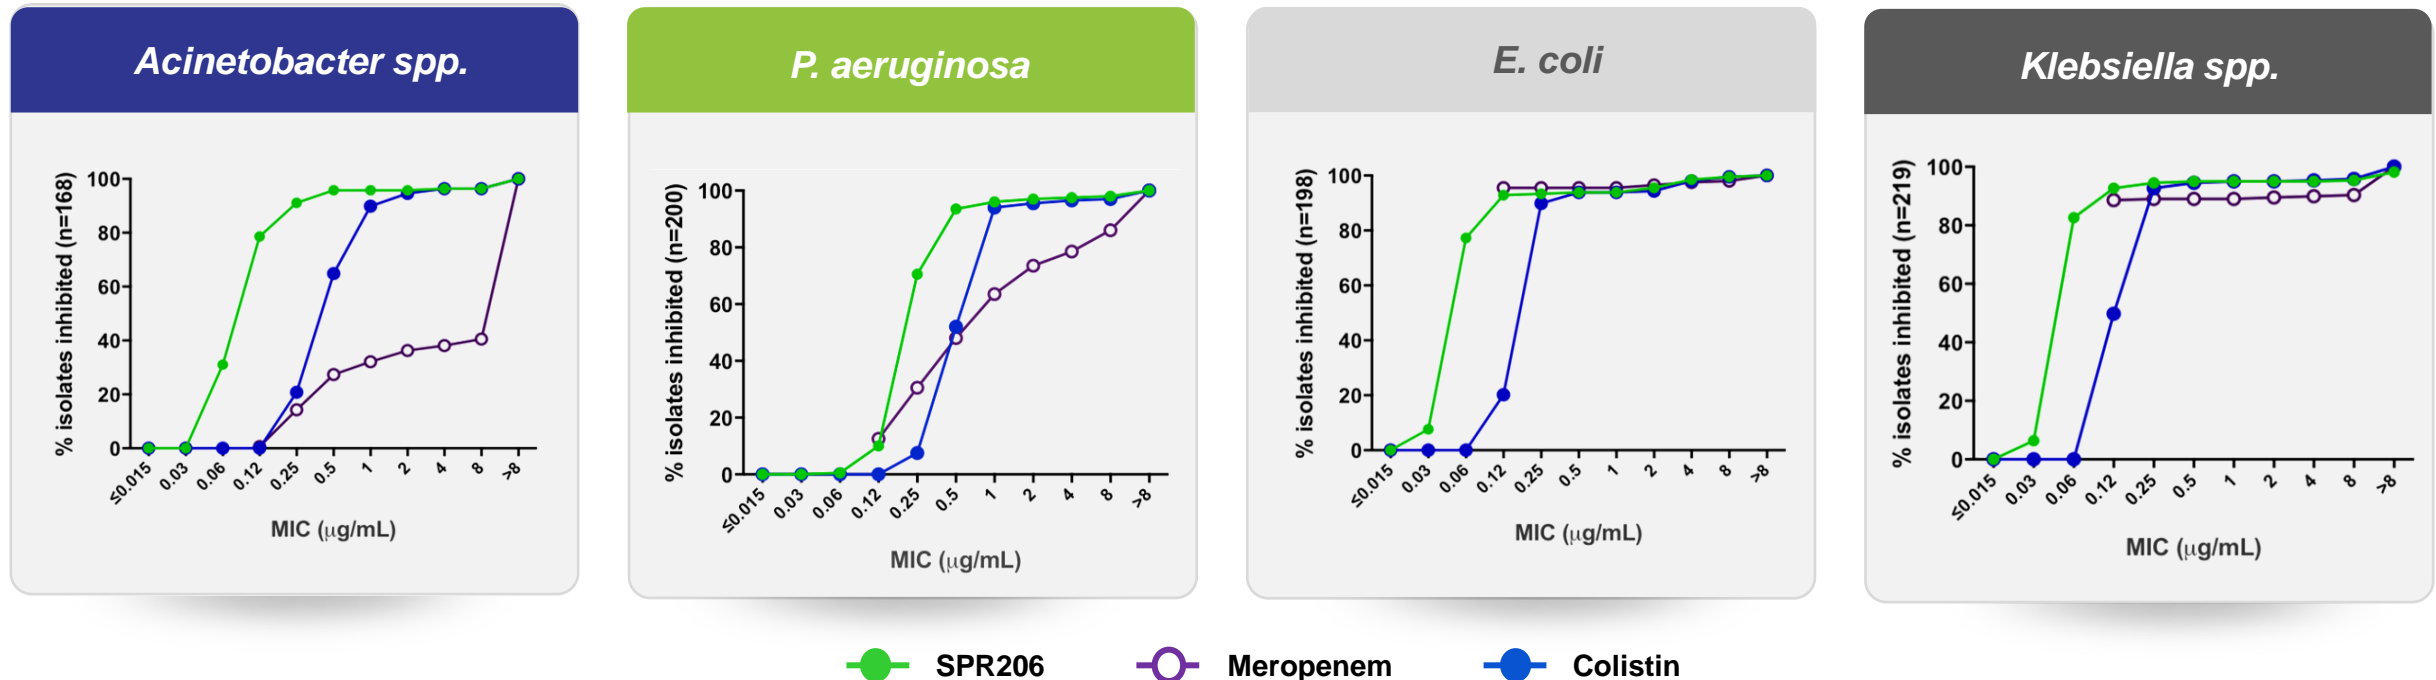 Acinetobacter spp.
% isolates inhibited (n=168)
100
80
60
40
20
0
≤0.015 0.03 0.06 0.12 0.25 0.5 1 2 4 8 >8
MIC (μg/mL)
P. aeruginosa
% isolates inhibited (n=200)
100
80
60
40
20
0
≤0.015 0.03 0.06 0.12 0.25 0.5 1 2 4 8 >8
MIC (μg/mL)
E. coli
% isolates inhibited (n=198)
100
80
60
40
20
0
≤0.015 0.03 0.06 0.12 0.25 0.5 1 2 4 8 >8
MIC (μg/mL)
Klebsiella spp.
% isolates inhibited (n=219)
100
80
60
40
20
0
≤0.015 0.03 0.06 0.12 0.25 0.5 1 2 4 8 >8
MIC (μg/mL)
SPR206 Meropenem Colistin